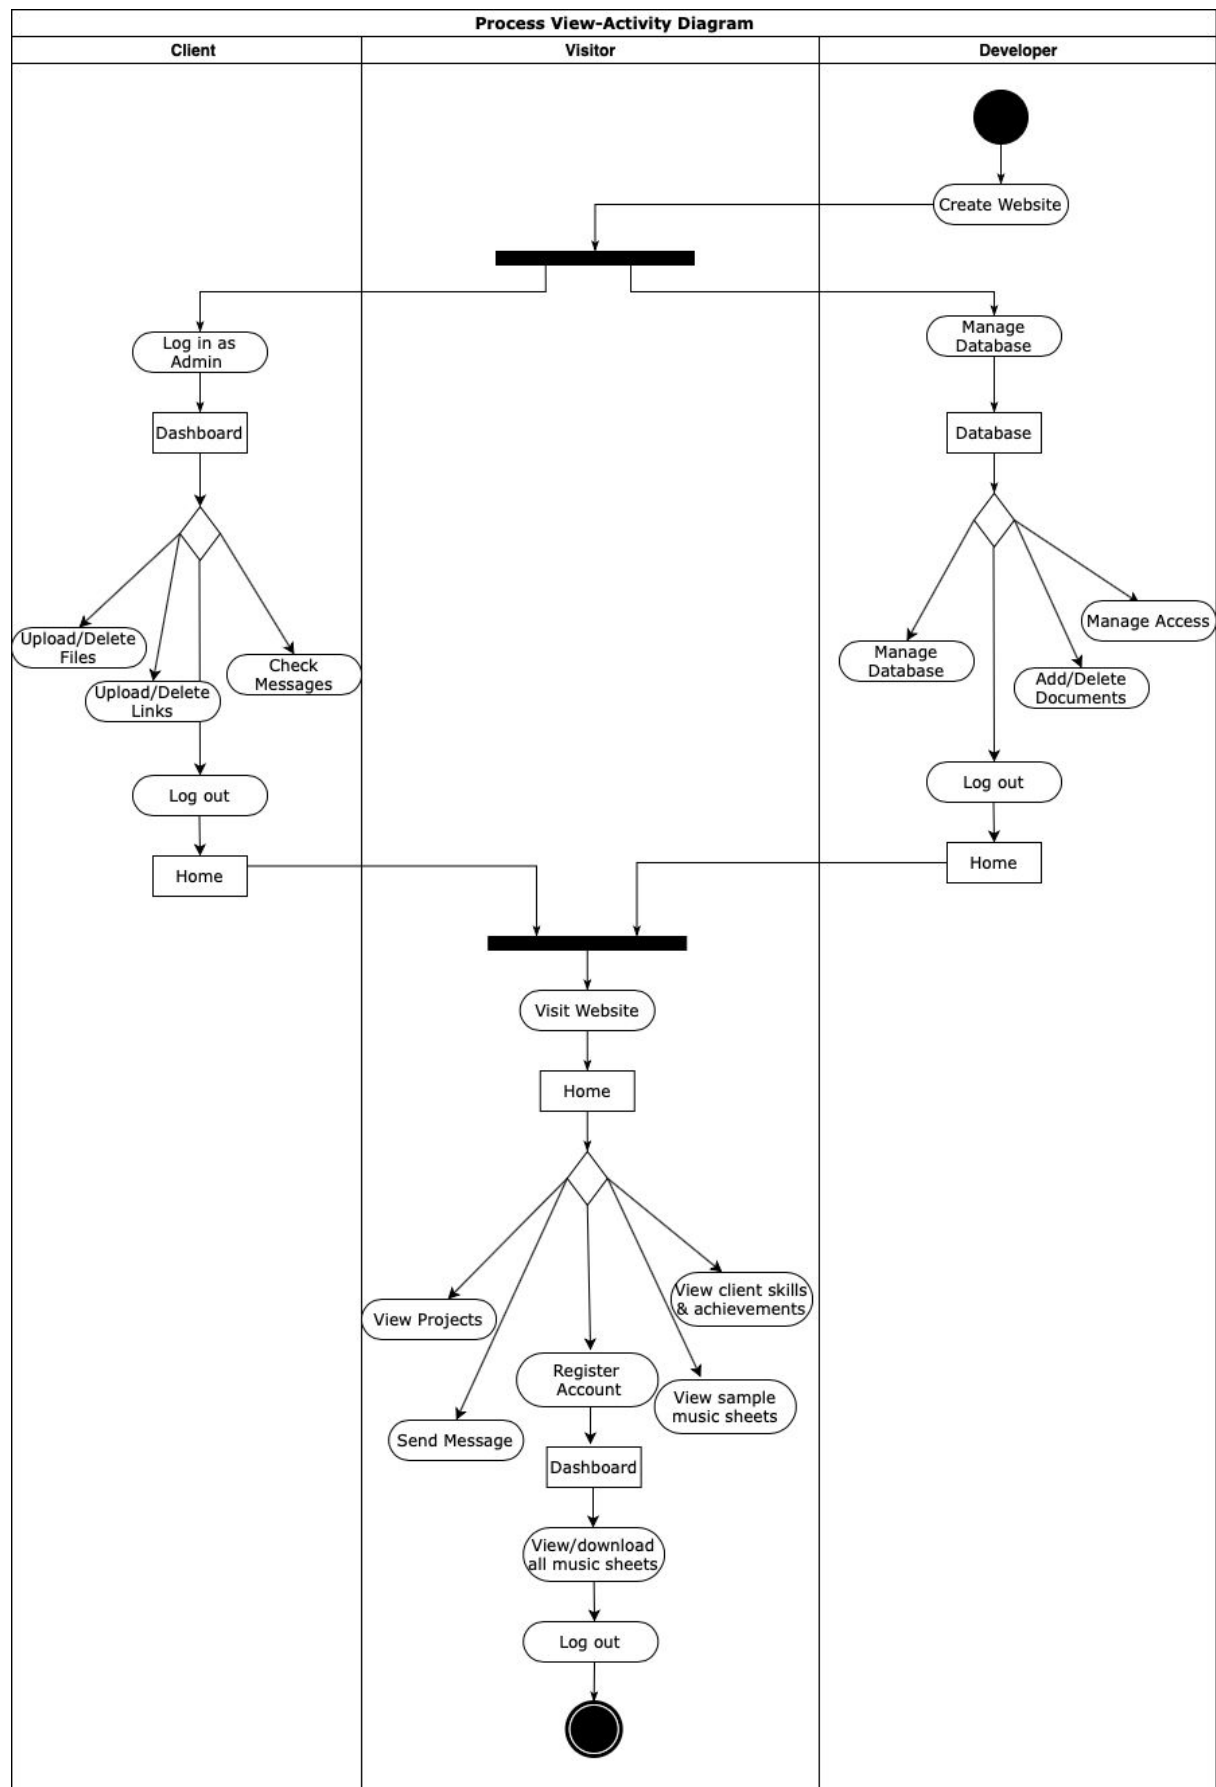 Process View-Activity Diagram
Client
Visitor
Developer
Create Website
Log in as
Admin
Manage
Database
Dashboard
Database
Upload/Delete
Files
Upload/Delete
Links
Check
Messages
Manage
Database
Add/Delete
Documents
Manage Access
Log out
Log out
Home
Home
Visit Website
Home
View Projects
Send Message
Register
Account
View sample
music sheets
View client skills
& achievements
Dashboard
View/download
all music sheets
Log out